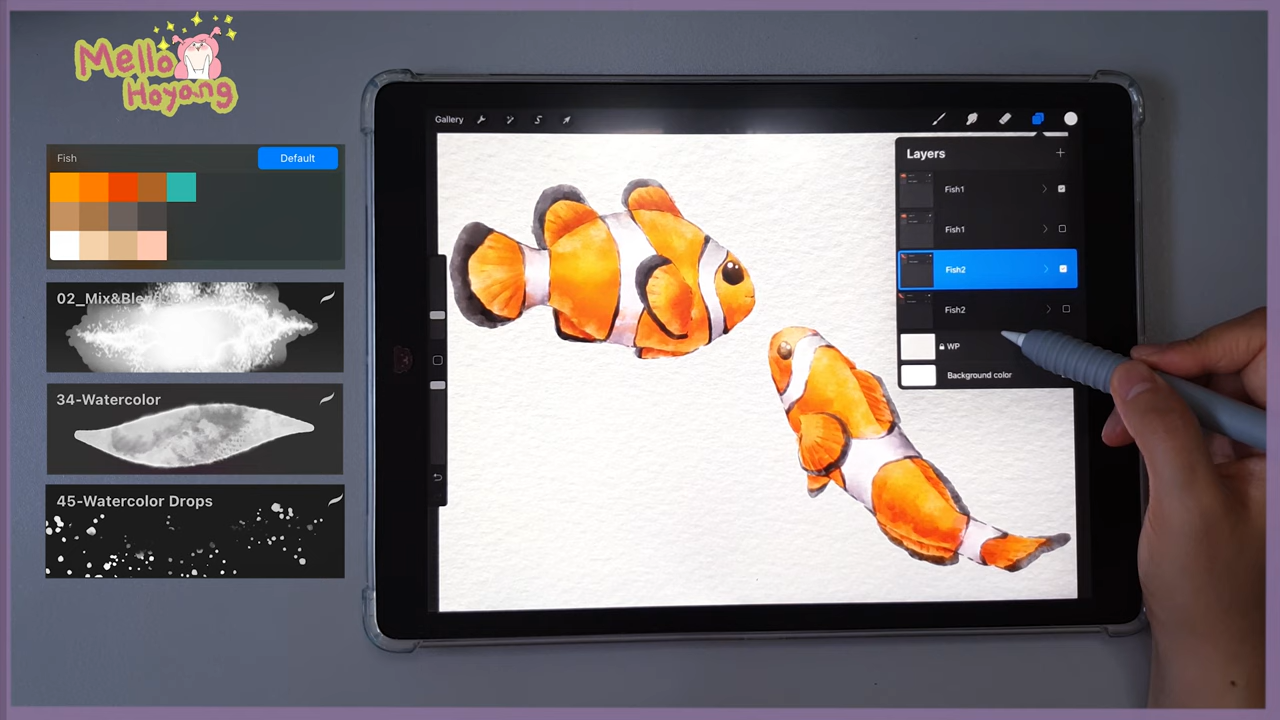 Mello
Hoyang
Fish
Default
02_Mix&Blend
34-Watercolor
45-Watercolor Drops
Gallery
Layers
Fish1
Fish1
Fish2
Fish2
WP
Background color